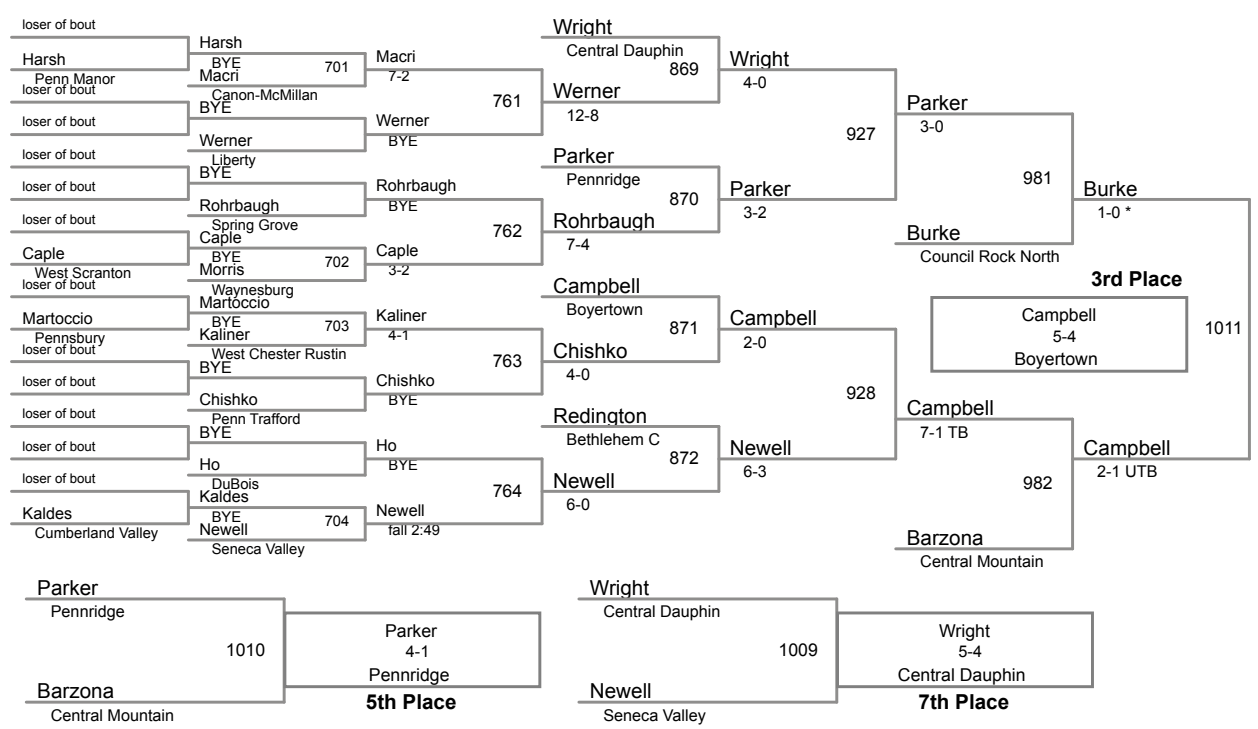 loser of bout
Harsh
Penn Manor
loser of bout
loser of bout
loser of bout
loser of bout
loser of bout
Caple
West Scranton
loser of bout
Martoccio
Pennsbury
loser of bout
loser of bout
loser of bout
loser of bout
loser of bout
Kaldes
Cumberland Valley
Harsh
BYE
701
Macri
Canon-McMillan
BYE
Werner
Liberty
BYE
Rohrbaugh
Spring Grove
Caple
BYE
702
Morris
Waynesburg
Martoccio
BYE
703
Kaliner
West Chester Rustin
BYE
Chishko
Penn Trafford
BYE
Ho
DuBois
Kaldes
BYE
704
Newell
Seneca Valley
Macri
7-2
761
Werner
BYE
Rohrbaugh
BYE
762
Caple
3-2
Kaliner
4-1
763
Chishko
BYE
Ho
BYE
764
Newell
fall 2:49
Wright
Central Dauphin
869
Werner
12-8
Parker
Pennridge
870
Rohrbaugh
7-4
Campbell
Boyertown
871
Chishko
4-0
Redington
Bethlehem C
872
Newell
6-0
Wright
4-0
927
Parker
3-2
Campbell
2-0
928
Newell
6-3
Parker
3-0
981
Burke
Council Rock North
Campbell
7-1 TB
982
Barzona
Central Mountain
Burke
1-0 *
3rd Place
Campbell
5-4
Boyertown
1011
Campbell
2-1 UTB
Parker
Pennridge
1010
Barzona
Central Mountain
Parker
4-1
Pennridge
5th Place
Wright
Central Dauphin
1009
Newell
Seneca Valley
Wright
5-4
Central Dauphin
7th Place